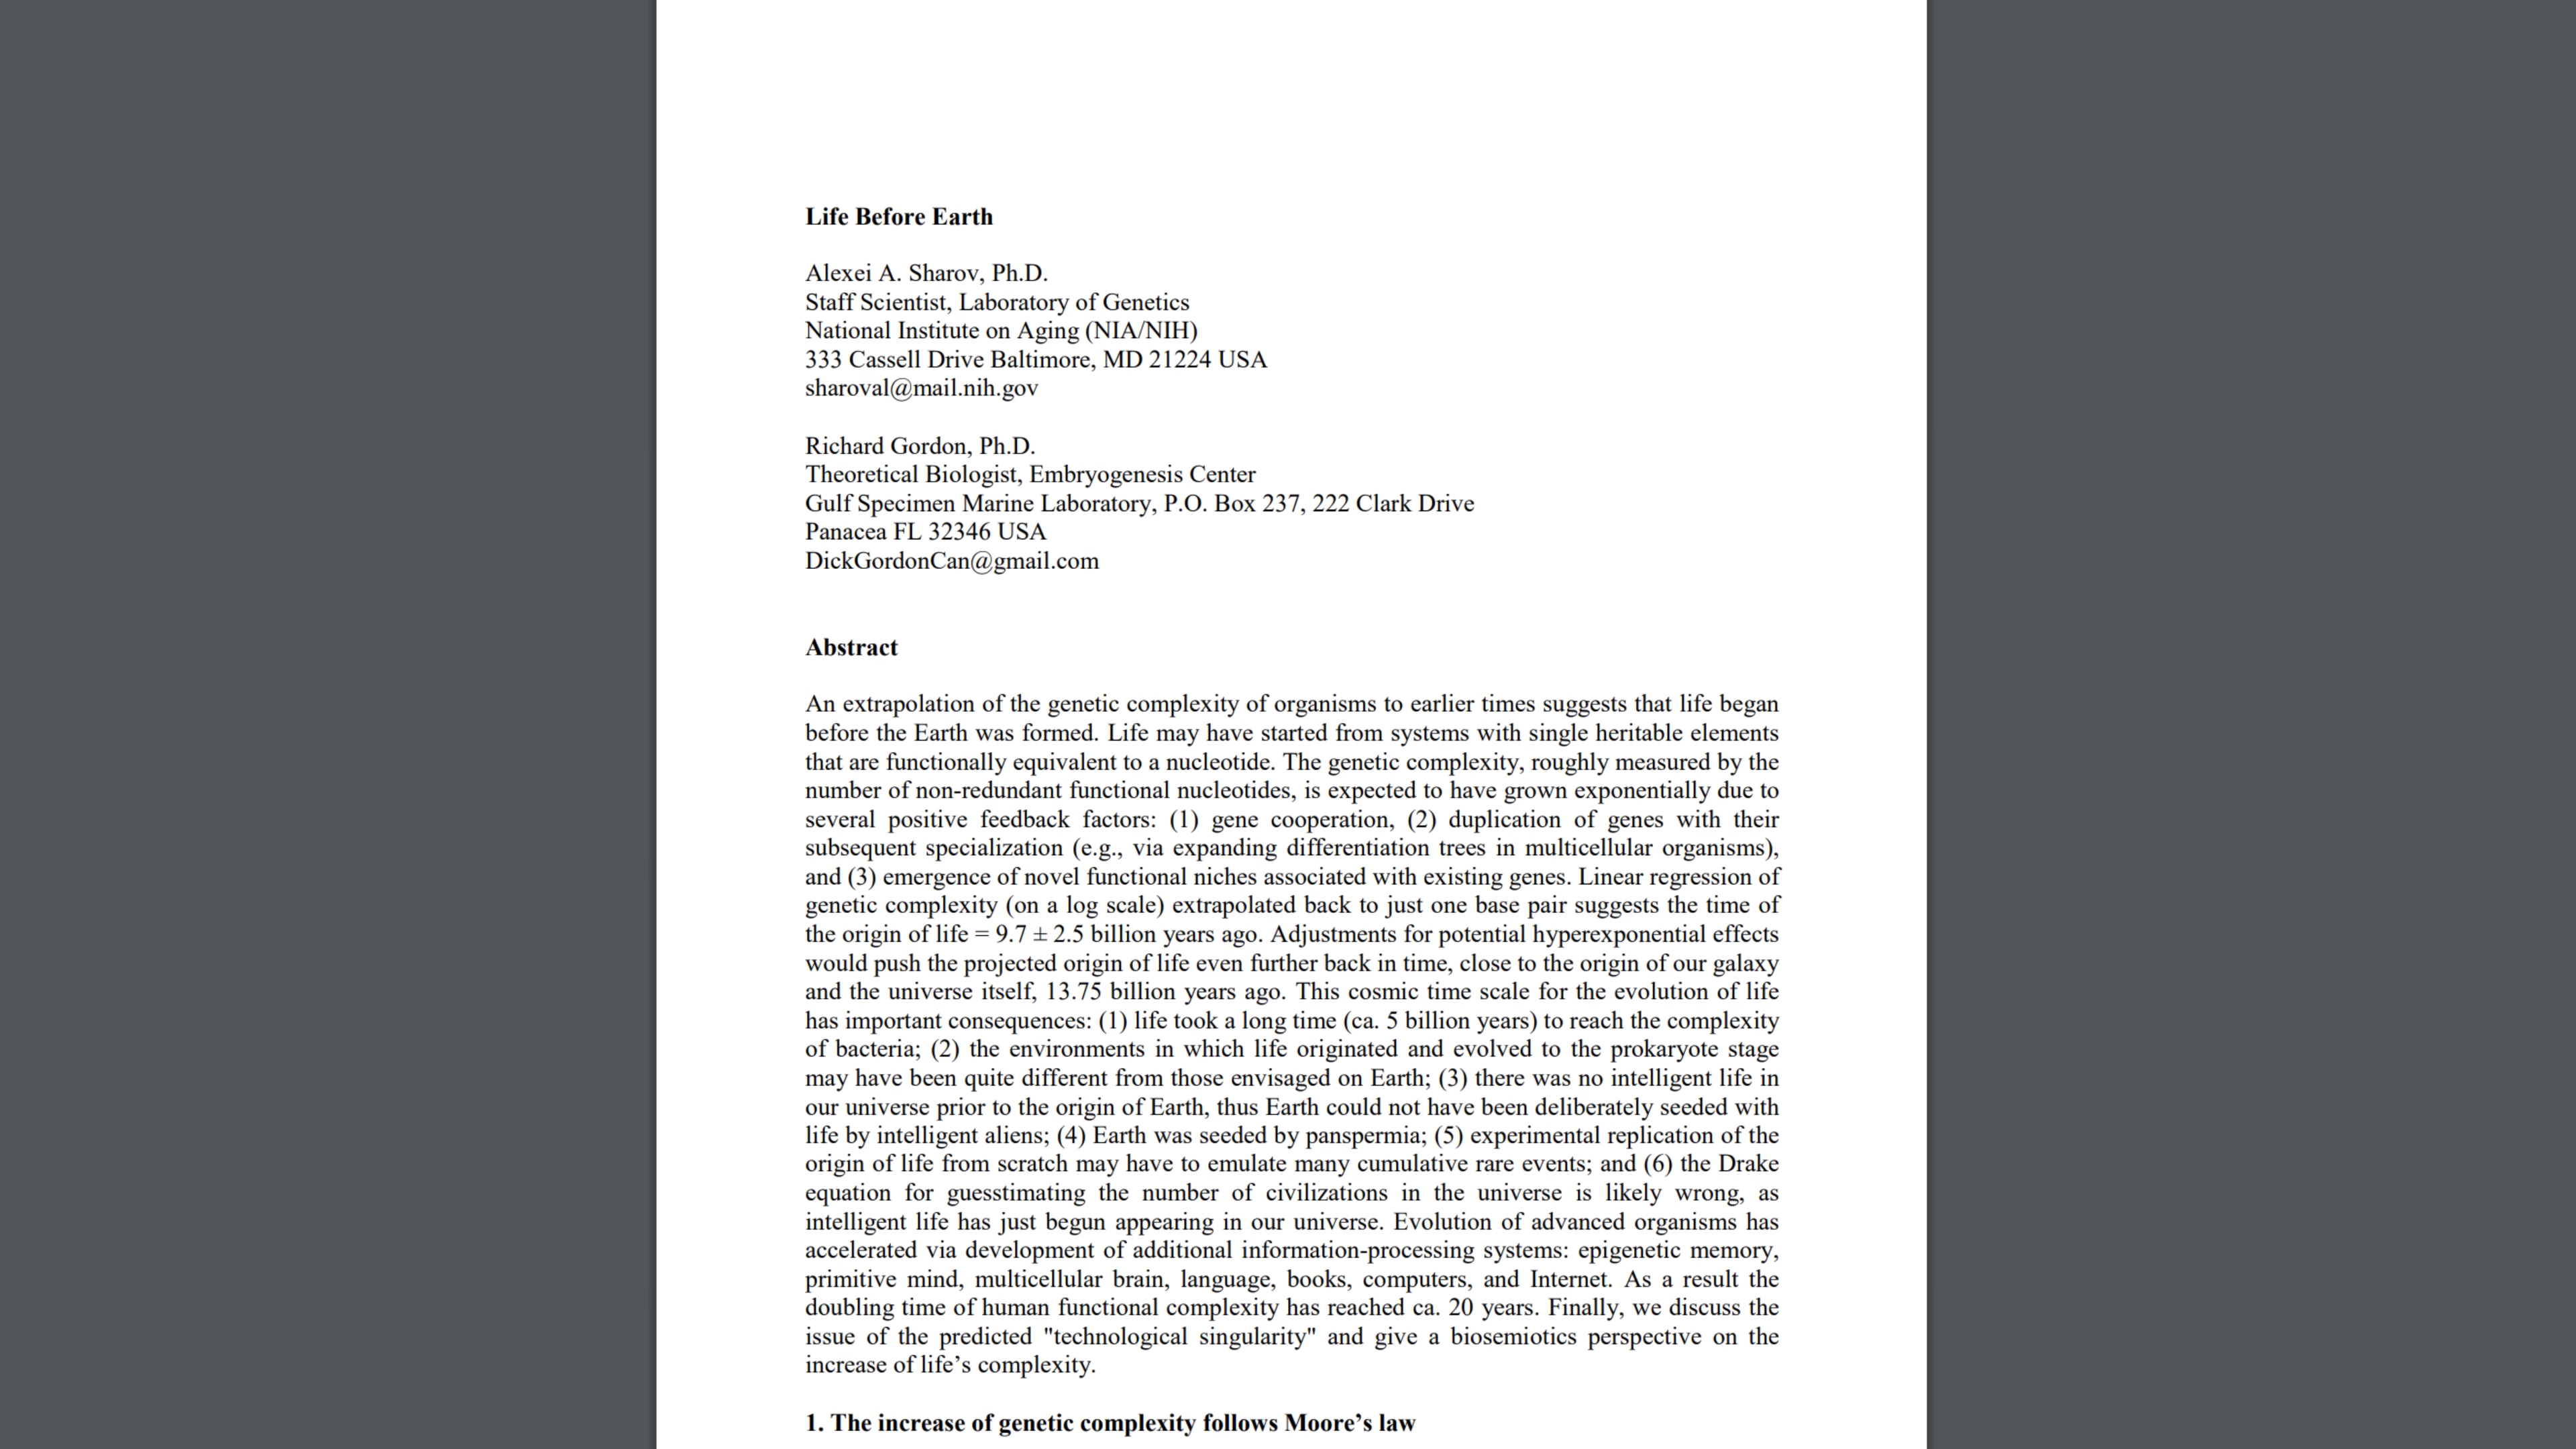 Life Before Earth
Alexei A. Sharov, Ph.D.
Staff Scientist, Laboratory of Genetics
National Institute on Aging (NIA/NIH)
333 Cassell Drive Baltimore, MD 21224 USA
sharoval@mail.nih.gov
Richard Gordon, Ph.D.
Theoretical Biologist, Embryogenesis Center
Gulf Specimen Marine Laboratory, P.O. Box 237, 222 Clark Drive
Panacea FL 32346 USA
DickGordonCan@gmail.com
Abstract
An extrapolation of the genetic complexity of organisms to earlier times suggests that life began
before the Earth was formed. Life may have started from systems with single heritable elements
that are functionally equivalent to a nucleotide. The genetic complexity, roughly measured by the
number of non-redundant functional nucleotides, is expected to have grown exponentially due to
several positive feedback factors: (1) gene cooperation, (2) duplication of genes with their
subsequent specialization (e.g., via expanding differentiation trees in multicellular organisms),
and (3) emergence of novel functional niches associated with existing genes. Linear regression of
genetic complexity (on a log scale) extrapolated back to just one base pair suggests the time of
the origin of life = 9.7 ± 2.5 billion years ago. Adjustments for potential hyperexponential effects
would push the projected origin of life even further back in time, close to the origin of our galaxy
and the universe itself, 13.75 billion years ago. This cosmic time scale for the evolution of life
has important consequences: (1) life took a long time (ca. 5 billion years) to reach the complexity
of bacteria; (2) the environments in which life originated and evolved to the prokaryote stage
may have been quite different from those envisaged on Earth; (3) there was no intelligent life in
our universe prior to the origin of Earth, thus Earth could not have been deliberately seeded with
life by intelligent aliens; (4) Earth was seeded by panspermia; (5) experimental replication of the
origin of life from scratch may have to emulate many cumulative rare events; and (6) the Drake
equation for guesstimating the number of civilizations in the universe is likely wrong, as
intelligent life has just begun appearing in our universe. Evolution of advanced organisms has
accelerated via development of additional information-processing systems: epigenetic memory,
primitive mind, multicellular brain, language, books, computers, and Internet. As a result the
doubling time of human functional complexity has reached ca. 20 years. Finally, we discuss the
issue of the predicted "technological singularity" and give a biosemiotics perspective on the
increase of life’s complexity.
1. The increase of genetic complexity follows Moore’s law